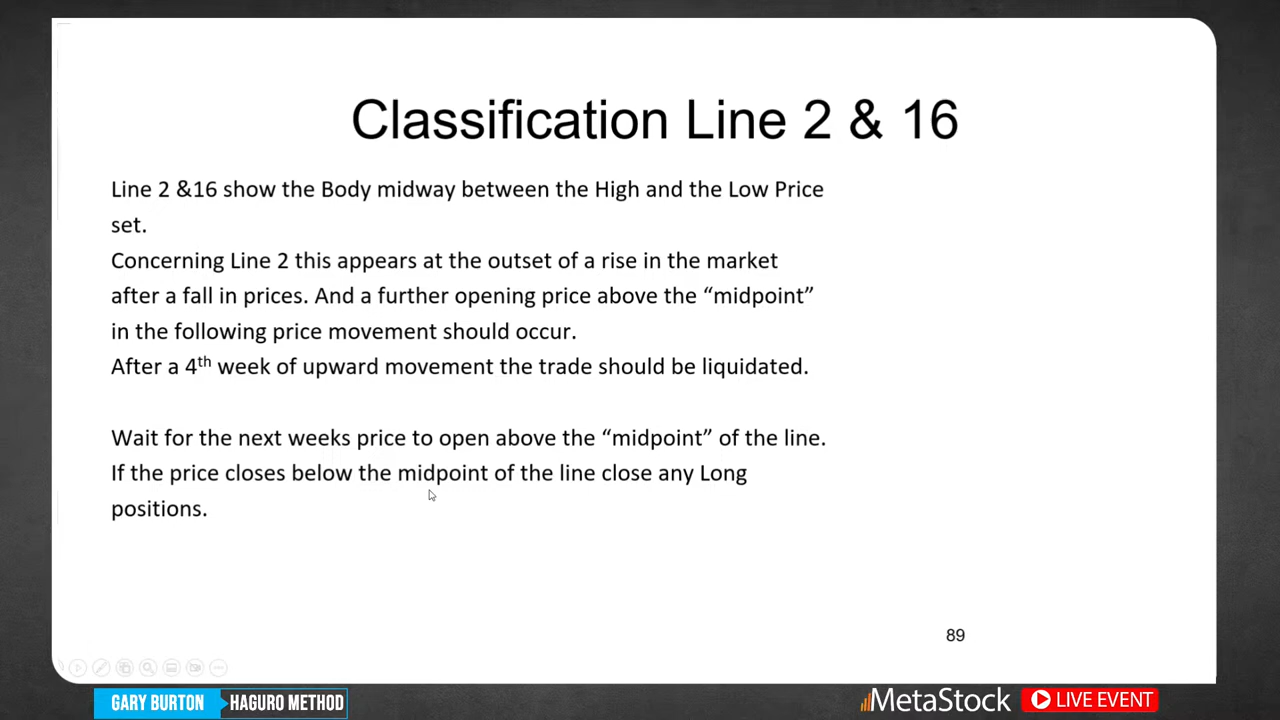 Classification Line 2 & 16
Line 2 &16 show the Body midway between the High and the Low Price
set.
Concerning Line 2 this appears at the outset of a rise in the market
after a fall in prices. And a further opening price above the “midpoint”
in the following price movement should occur.
After a 4th week of upward movement the trade should be liquidated.
Wait for the next weeks price to open above the “midpoint” of the line.
If the price closes below the midpoint of the line close any Long
positions.
89
GARY BURTON HAGURO METHOD MetaStock LIVE EVENT